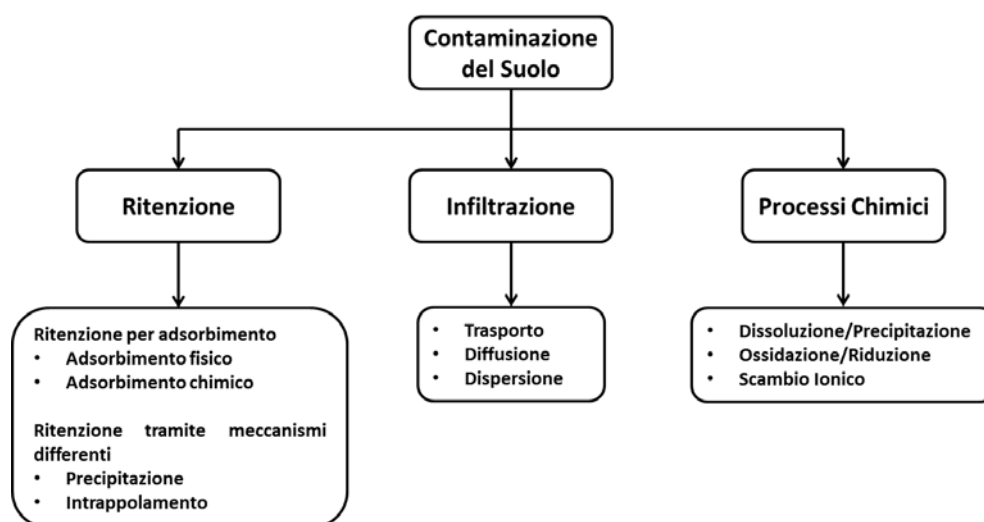 Contaminazione
del Suolo
Ritenzione
Infiltrazione
Processi Chimici
Ritenzione per adsorbimento
• Adsorbimento fisico
• Adsorbimento chimico
Ritenzione tramite meccanismi
differenti
• Precipitazione
• Intrappolamento
• Trasporto
• Diffusione
• Dispersione
• Dissoluzione/Precipitazione
• Ossidazione/Riduzione
• Scambio Ionico